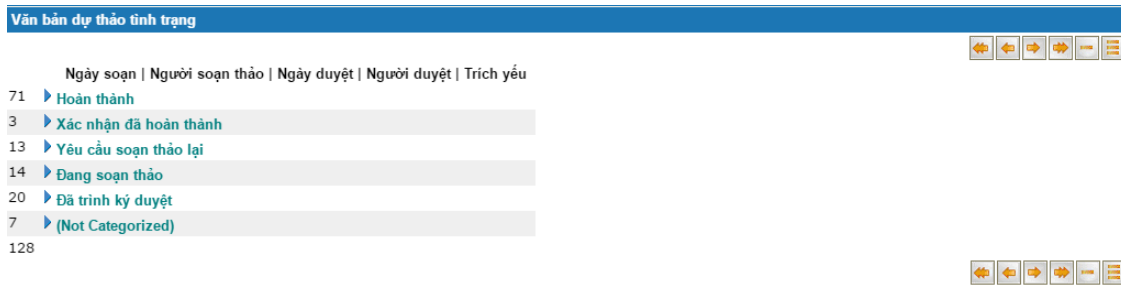 Văn bản dự thảo tình trạng
Ngày soạn | Người soạn thảo | Ngày duyệt | Người duyệt | Trích yếu
71 Hoàn thành
3 Xác nhận đã hoàn thành
13 Yêu cầu soạn thảo lại
14 Đang soạn thảo
20 Đã trình ký duyệt
7 (Not Categorized)
128